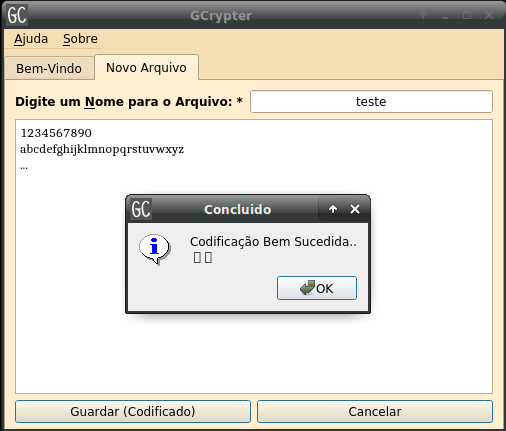 GC GCrypter
Ajuda Sobre
Bem-Vindo Novo Arquivo
Digite um Nome para o Arquivo: * teste
1234567890
abcdefghijklmnopqrstuvwxyz
...
GC Concluido
Codificação Bem Sucedida..
OK
Guardar (Codificado) Cancelar